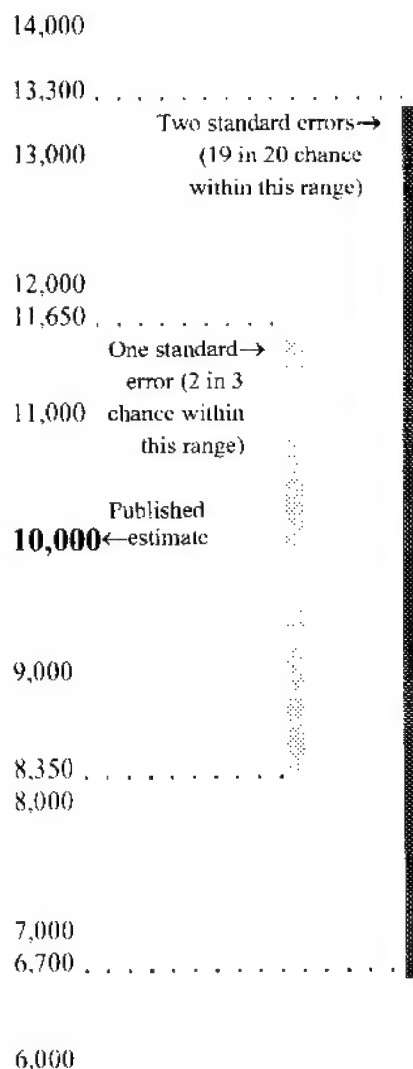 14,000
13,300 . . . . . . . . . . . . . .
Two standard errors→
13,000 (19 in 20 chance
within this range)
12,000
11,650 . . . . . . . .
One standard→
error (2 in 3
11,000 chance within
this range)
Published
10,000←estimate
9,000
8,350 . . . . . . . . .
8,000
7,000
6,700 . . . . . . . . . . . . . .
6,000